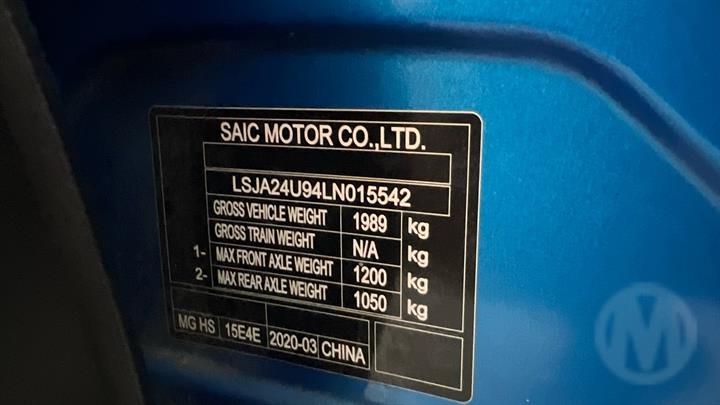 SAIC MOTOR CO.,LTD.
LSJA24U94LN015542
GROSS VEHICLE WEIGHT 1989 kg
GROSS TRAIN WEIGHT N/A kg
1- MAX FRONT AXLE WEIGHT 1200 kg
2- MAX REAR AXLE WEIGHT 1050 kg
MG HS 15E4E 2020-03 CHINA
M